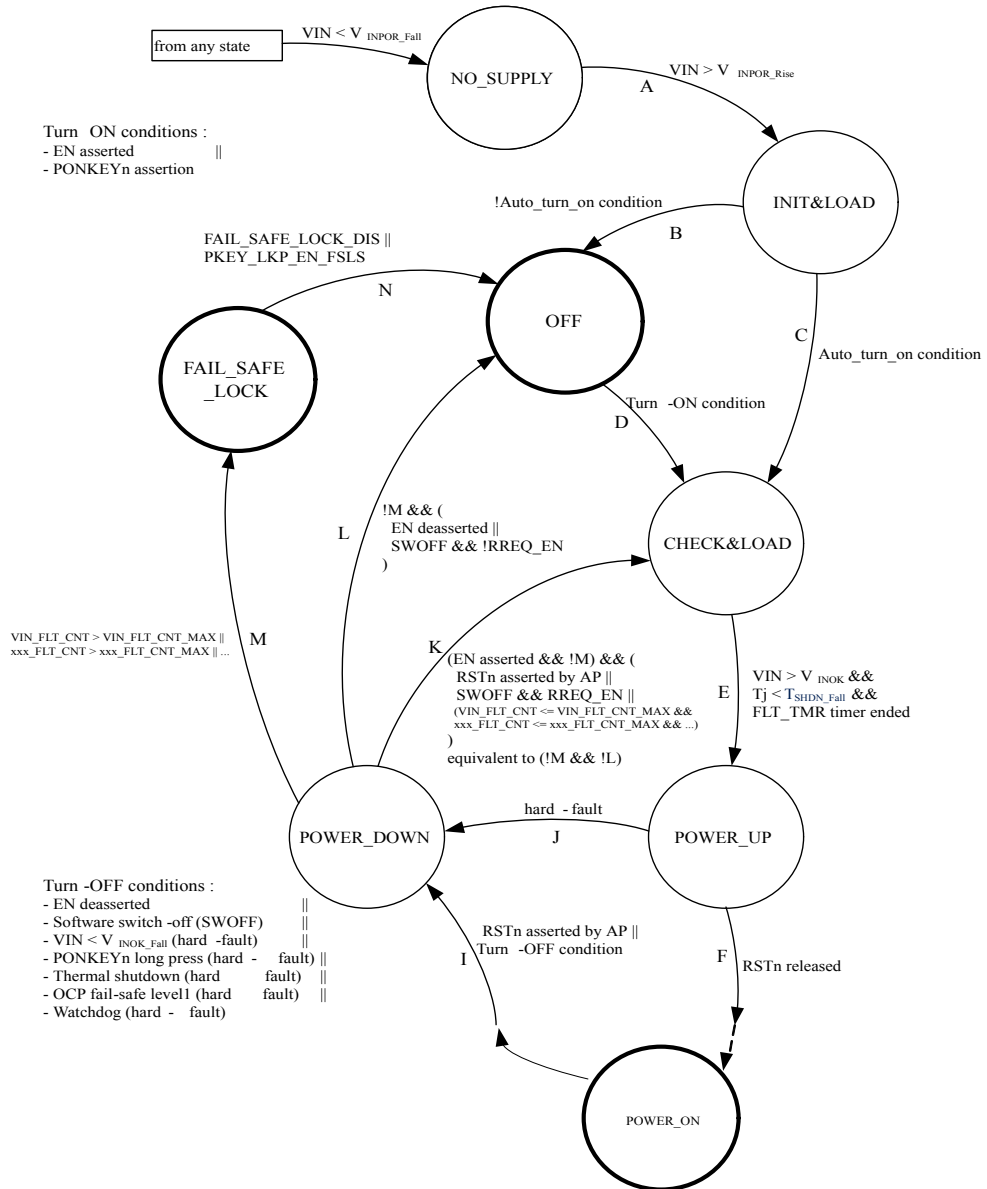 VIN < V INPOR_Fall
from any state
NO_SUPPLY
VIN > V INPOR_Rise
A
Turn ON conditions :
- EN asserted ||
- PONKEYn assertion
INIT&LOAD
!Auto_turn_on condition
B
FAIL_SAFE_LOCK_DIS ||
PKEY_LKP_EN_FSLS
N
OFF
C
Auto_turn_on condition
FAIL_SAFE
_LOCK
Turn -ON condition
D
L
!M && (
EN deasserted ||
SWOFF && !RREQ_EN
)
CHECK&LOAD
VIN_FLT_CNT > VIN_FLT_CNT_MAX ||
xxx_FLT_CNT > xxx_FLT_CNT_MAX || ...
M
K
(EN asserted && !M) && (
RSTn asserted by AP ||
SWOFF && RREQ_EN ||
(VIN_FLT_CNT <= VIN_FLT_CNT_MAX &&
xxx_FLT_CNT <= xxx_FLT_CNT_MAX && ...)
)
equivalent to (!M && !L)
E
VIN > V INOK &&
Tj < TSHDN_Fall &&
FLT_TMR timer ended
hard - fault
J
POWER_DOWN
POWER_UP
Turn -OFF conditions :
- EN deasserted ||
- Software switch -off (SWOFF) ||
- VIN < V INOK_Fall (hard -fault) ||
- PONKEYn long press (hard - fault) ||
- Thermal shutdown (hard fault) ||
- OCP fail-safe level1 (hard fault) ||
- Watchdog (hard - fault)
RSTn asserted by AP ||
Turn -OFF condition
I
F
RSTn released
POWER_ON